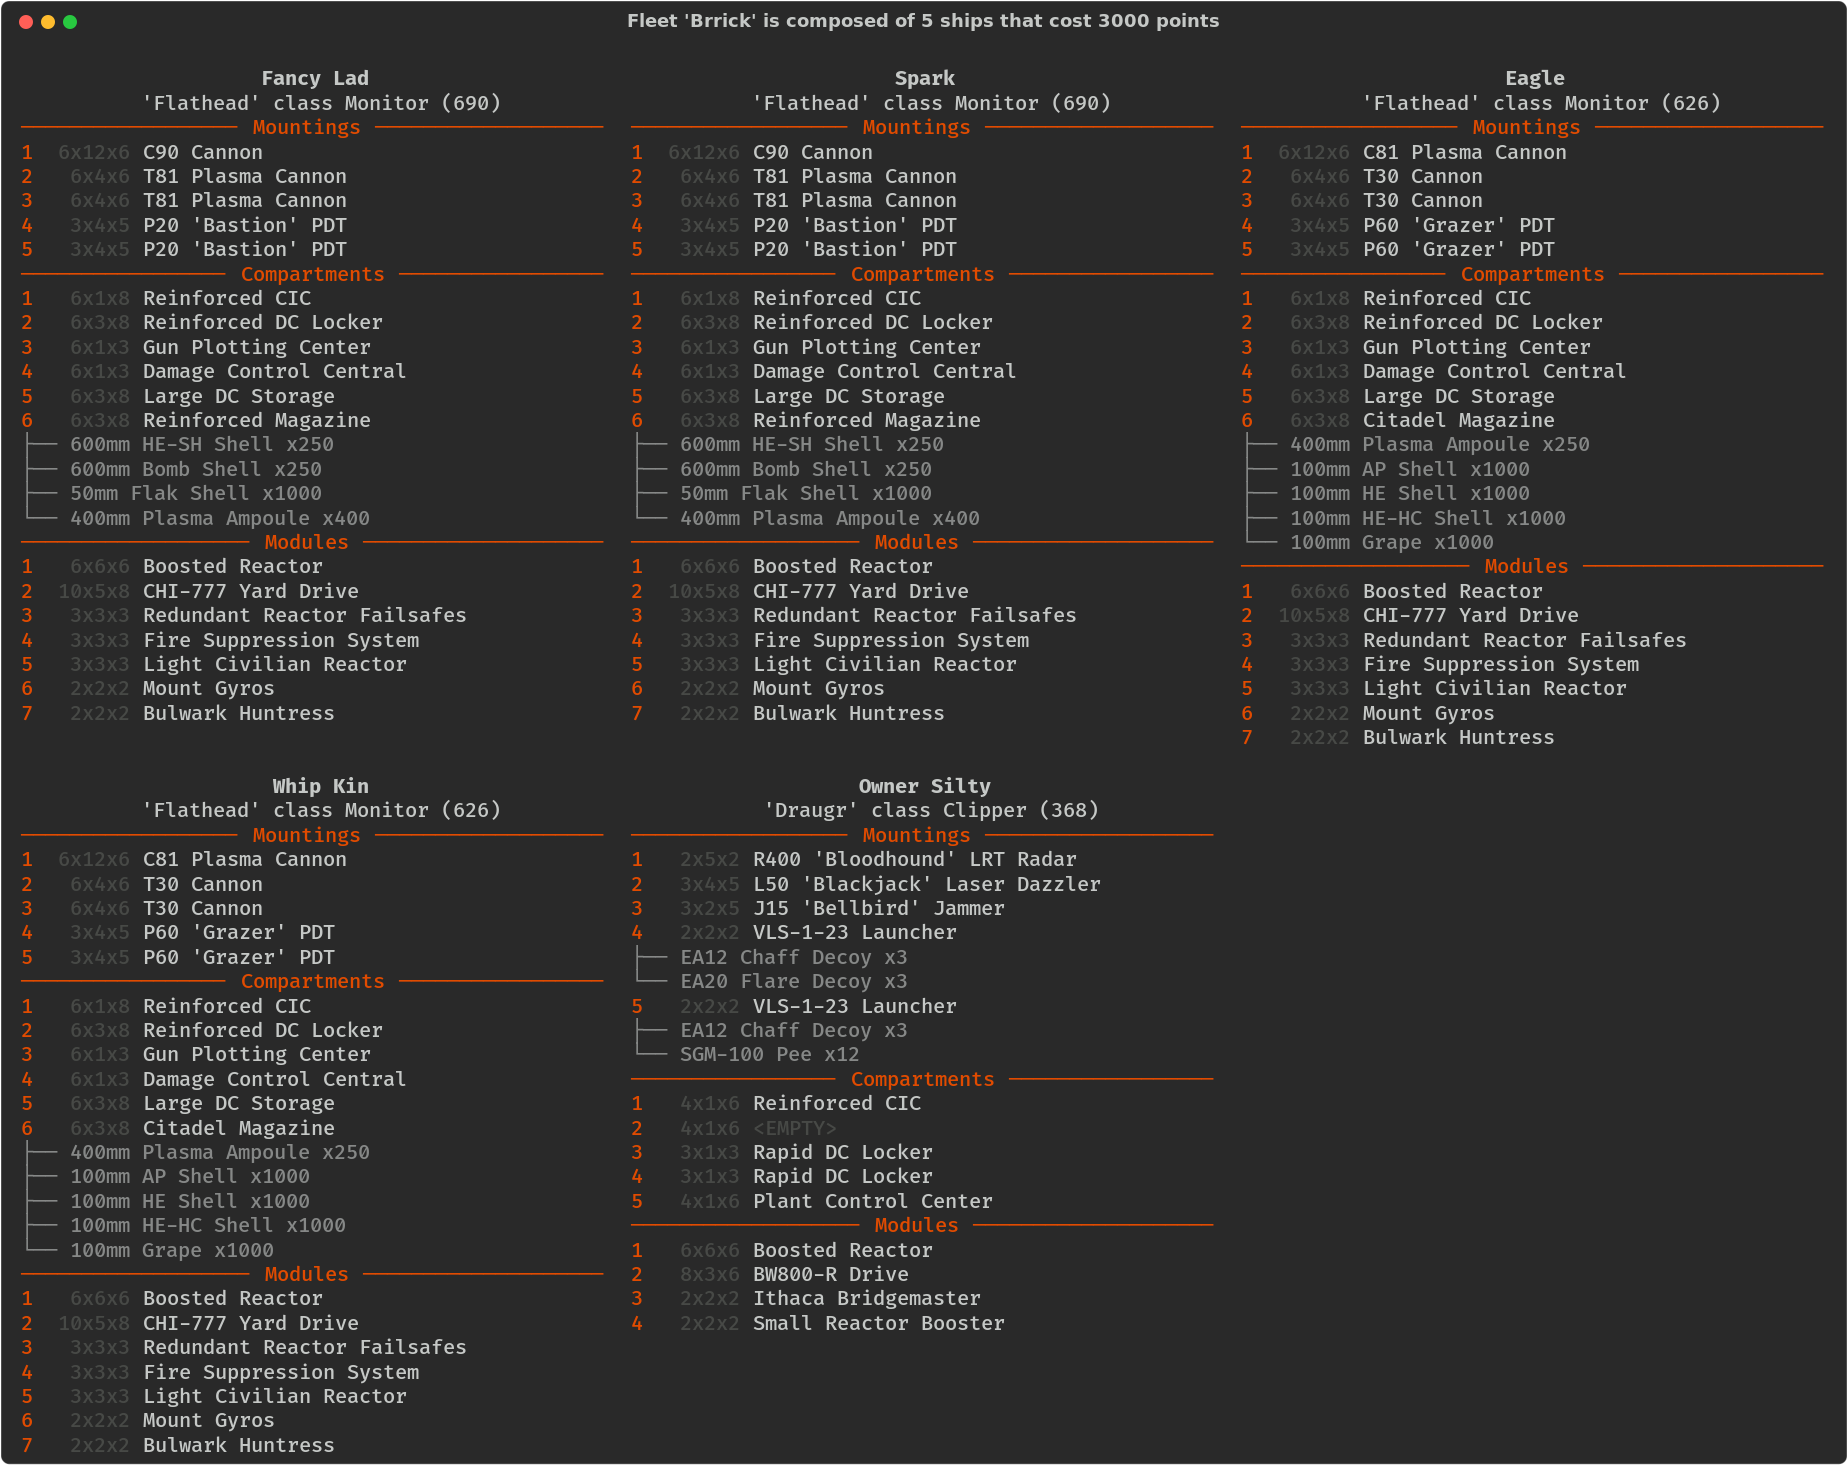 Fleet 'Brrick' is composed of 5 ships that cost 3000 points
Fancy Lad
'Flathead' class Monitor (690)
Mountings
1 6x12x6 C90 Cannon
2 6x4x6 T81 Plasma Cannon
3 6x4x6 T81 Plasma Cannon
4 3x4x5 P20 'Bastion' PDT
5 3x4x5 P20 'Bastion' PDT
Compartments
1 6x1x8 Reinforced CIC
2 6x3x8 Reinforced DC Locker
3 6x1x3 Gun Plotting Center
4 6x1x3 Damage Control Central
5 6x3x8 Large DC Storage
6 6x3x8 Reinforced Magazine
600mm HE-SH Shell x250
600mm Bomb Shell x250
50mm Flak Shell x1000
400mm Plasma Ampoule x400
Modules
1 6x6x6 Boosted Reactor
2 10x5x8 CHI-777 Yard Drive
3 3x3x3 Redundant Reactor Failsafes
4 3x3x3 Fire Suppression System
5 3x3x3 Light Civilian Reactor
6 2x2x2 Mount Gyros
7 2x2x2 Bulwark Huntress
Spark
'Flathead' class Monitor (690)
Mountings
1 6x12x6 C90 Cannon
2 6x4x6 T81 Plasma Cannon
3 6x4x6 T81 Plasma Cannon
4 3x4x5 P20 'Bastion' PDT
5 3x4x5 P20 'Bastion' PDT
Compartments
1 6x1x8 Reinforced CIC
2 6x3x8 Reinforced DC Locker
3 6x1x3 Gun Plotting Center
4 6x1x3 Damage Control Central
5 6x3x8 Large DC Storage
6 6x3x8 Reinforced Magazine
600mm HE-SH Shell x250
600mm Bomb Shell x250
50mm Flak Shell x1000
400mm Plasma Ampoule x400
Modules
1 6x6x6 Boosted Reactor
2 10x5x8 CHI-777 Yard Drive
3 3x3x3 Redundant Reactor Failsafes
4 3x3x3 Fire Suppression System
5 3x3x3 Light Civilian Reactor
6 2x2x2 Mount Gyros
7 2x2x2 Bulwark Huntress
Eagle
'Flathead' class Monitor (626)
Mountings
1 6x12x6 C81 Plasma Cannon
2 6x4x6 T30 Cannon
3 6x4x6 T30 Cannon
4 3x4x5 P60 'Grazer' PDT
5 3x4x5 P60 'Grazer' PDT
Compartments
1 6x1x8 Reinforced CIC
2 6x3x8 Reinforced DC Locker
3 6x1x3 Gun Plotting Center
4 6x1x3 Damage Control Central
5 6x3x8 Large DC Storage
6 6x3x8 Citadel Magazine
400mm Plasma Ampoule x250
100mm AP Shell x1000
100mm HE Shell x1000
100mm HE-HC Shell x1000
100mm Grape x1000
Modules
1 6x6x6 Boosted Reactor
2 10x5x8 CHI-777 Yard Drive
3 3x3x3 Redundant Reactor Failsafes
4 3x3x3 Fire Suppression System
5 3x3x3 Light Civilian Reactor
6 2x2x2 Mount Gyros
7 2x2x2 Bulwark Huntress
Whip Kin
'Flathead' class Monitor (626)
Mountings
1 6x12x6 C81 Plasma Cannon
2 6x4x6 T30 Cannon
3 6x4x6 T30 Cannon
4 3x4x5 P60 'Grazer' PDT
5 3x4x5 P60 'Grazer' PDT
Compartments
1 6x1x8 Reinforced CIC
2 6x3x8 Reinforced DC Locker
3 6x1x3 Gun Plotting Center
4 6x1x3 Damage Control Central
5 6x3x8 Large DC Storage
6 6x3x8 Citadel Magazine
400mm Plasma Ampoule x250
100mm AP Shell x1000
100mm HE Shell x1000
100mm HE-HC Shell x1000
100mm Grape x1000
Modules
1 6x6x6 Boosted Reactor
2 10x5x8 CHI-777 Yard Drive
3 3x3x3 Redundant Reactor Failsafes
4 3x3x3 Fire Suppression System
5 3x3x3 Light Civilian Reactor
6 2x2x2 Mount Gyros
7 2x2x2 Bulwark Huntress
Owner Silty
'Draugr' class Clipper (368)
Mountings
1 2x5x2 R400 'Bloodhound' LRT Radar
2 3x4x5 L50 'Blackjack' Laser Dazzler
3 3x2x5 J15 'Bellbird' Jammer
4 2x2x2 VLS-1-23 Launcher
EA12 Chaff Decoy x3
EA20 Flare Decoy x3
5 2x2x2 VLS-1-23 Launcher
EA12 Chaff Decoy x3
SGM-100 Pee x12
Compartments
1 4x1x6 Reinforced CIC
2 4x1x6 <EMPTY>
3 3x1x3 Rapid DC Locker
4 3x1x3 Rapid DC Locker
5 4x1x6 Plant Control Center
Modules
1 6x6x6 Boosted Reactor
2 8x3x6 BW800-R Drive
3 2x2x2 Ithaca Bridgemaster
4 2x2x2 Small Reactor Booster